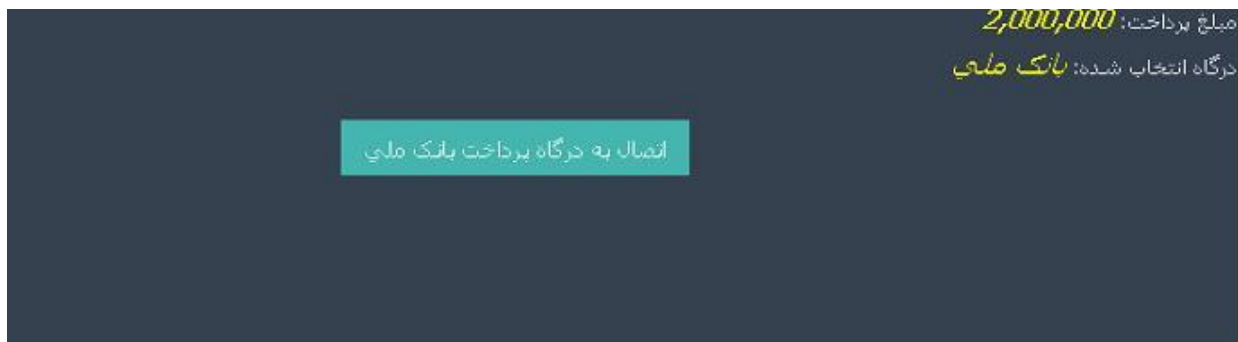 مبلغ پرداخت: 2,000,000
درگاه انتخاب شده: بانک ملي
اتصال به درگاه پرداخت بانک ملي